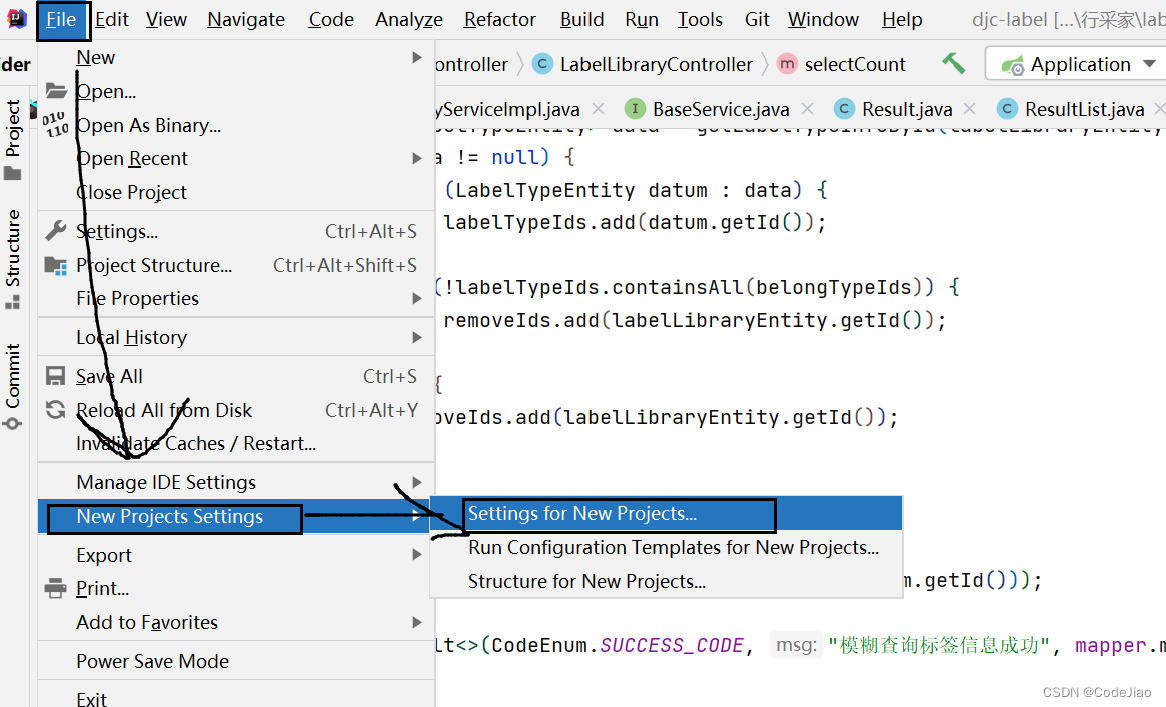 File Edit View Navigate Code Analyze Refactor Build Run Tools Git Window Help djc-label [...\行采家\lab
der ontroller LabelLibraryController selectCount Application
yServiceImpl.java BaseService.java Result.java ResultList.java
Project
Structure
Commit
New
Open...
Open As Binary...
Open Recent
Close Project
Settings... Ctrl+Alt+S
Project Structure... Ctrl+Alt+Shift+S
File Properties
Local History
Save All Ctrl+S
Reload All from Disk Ctrl+Alt+Y
Invalidate Caches / Restart...
Manage IDE Settings
New Projects Settings
Export
Print...
Add to Favorites
Power Save Mode
Exit
Settings for New Projects...
Run Configuration Templates for New Projects...
Structure for New Projects...
a != null) {
(LabelTypeEntity datum : data) {
labelTypeIds.add(datum.getId());
(!labelTypeIds.containsAll(belongTypeIds)) {
removeIds.add(labelLibraryEntity.getId());
{
oveIds.add(labelLibraryEntity.getId());
m.getId()));
lt<>(CodeEnum.SUCCESS_CODE, msg: "模糊查询标签信息成功", mapper.m
CSDN @CodeJiao